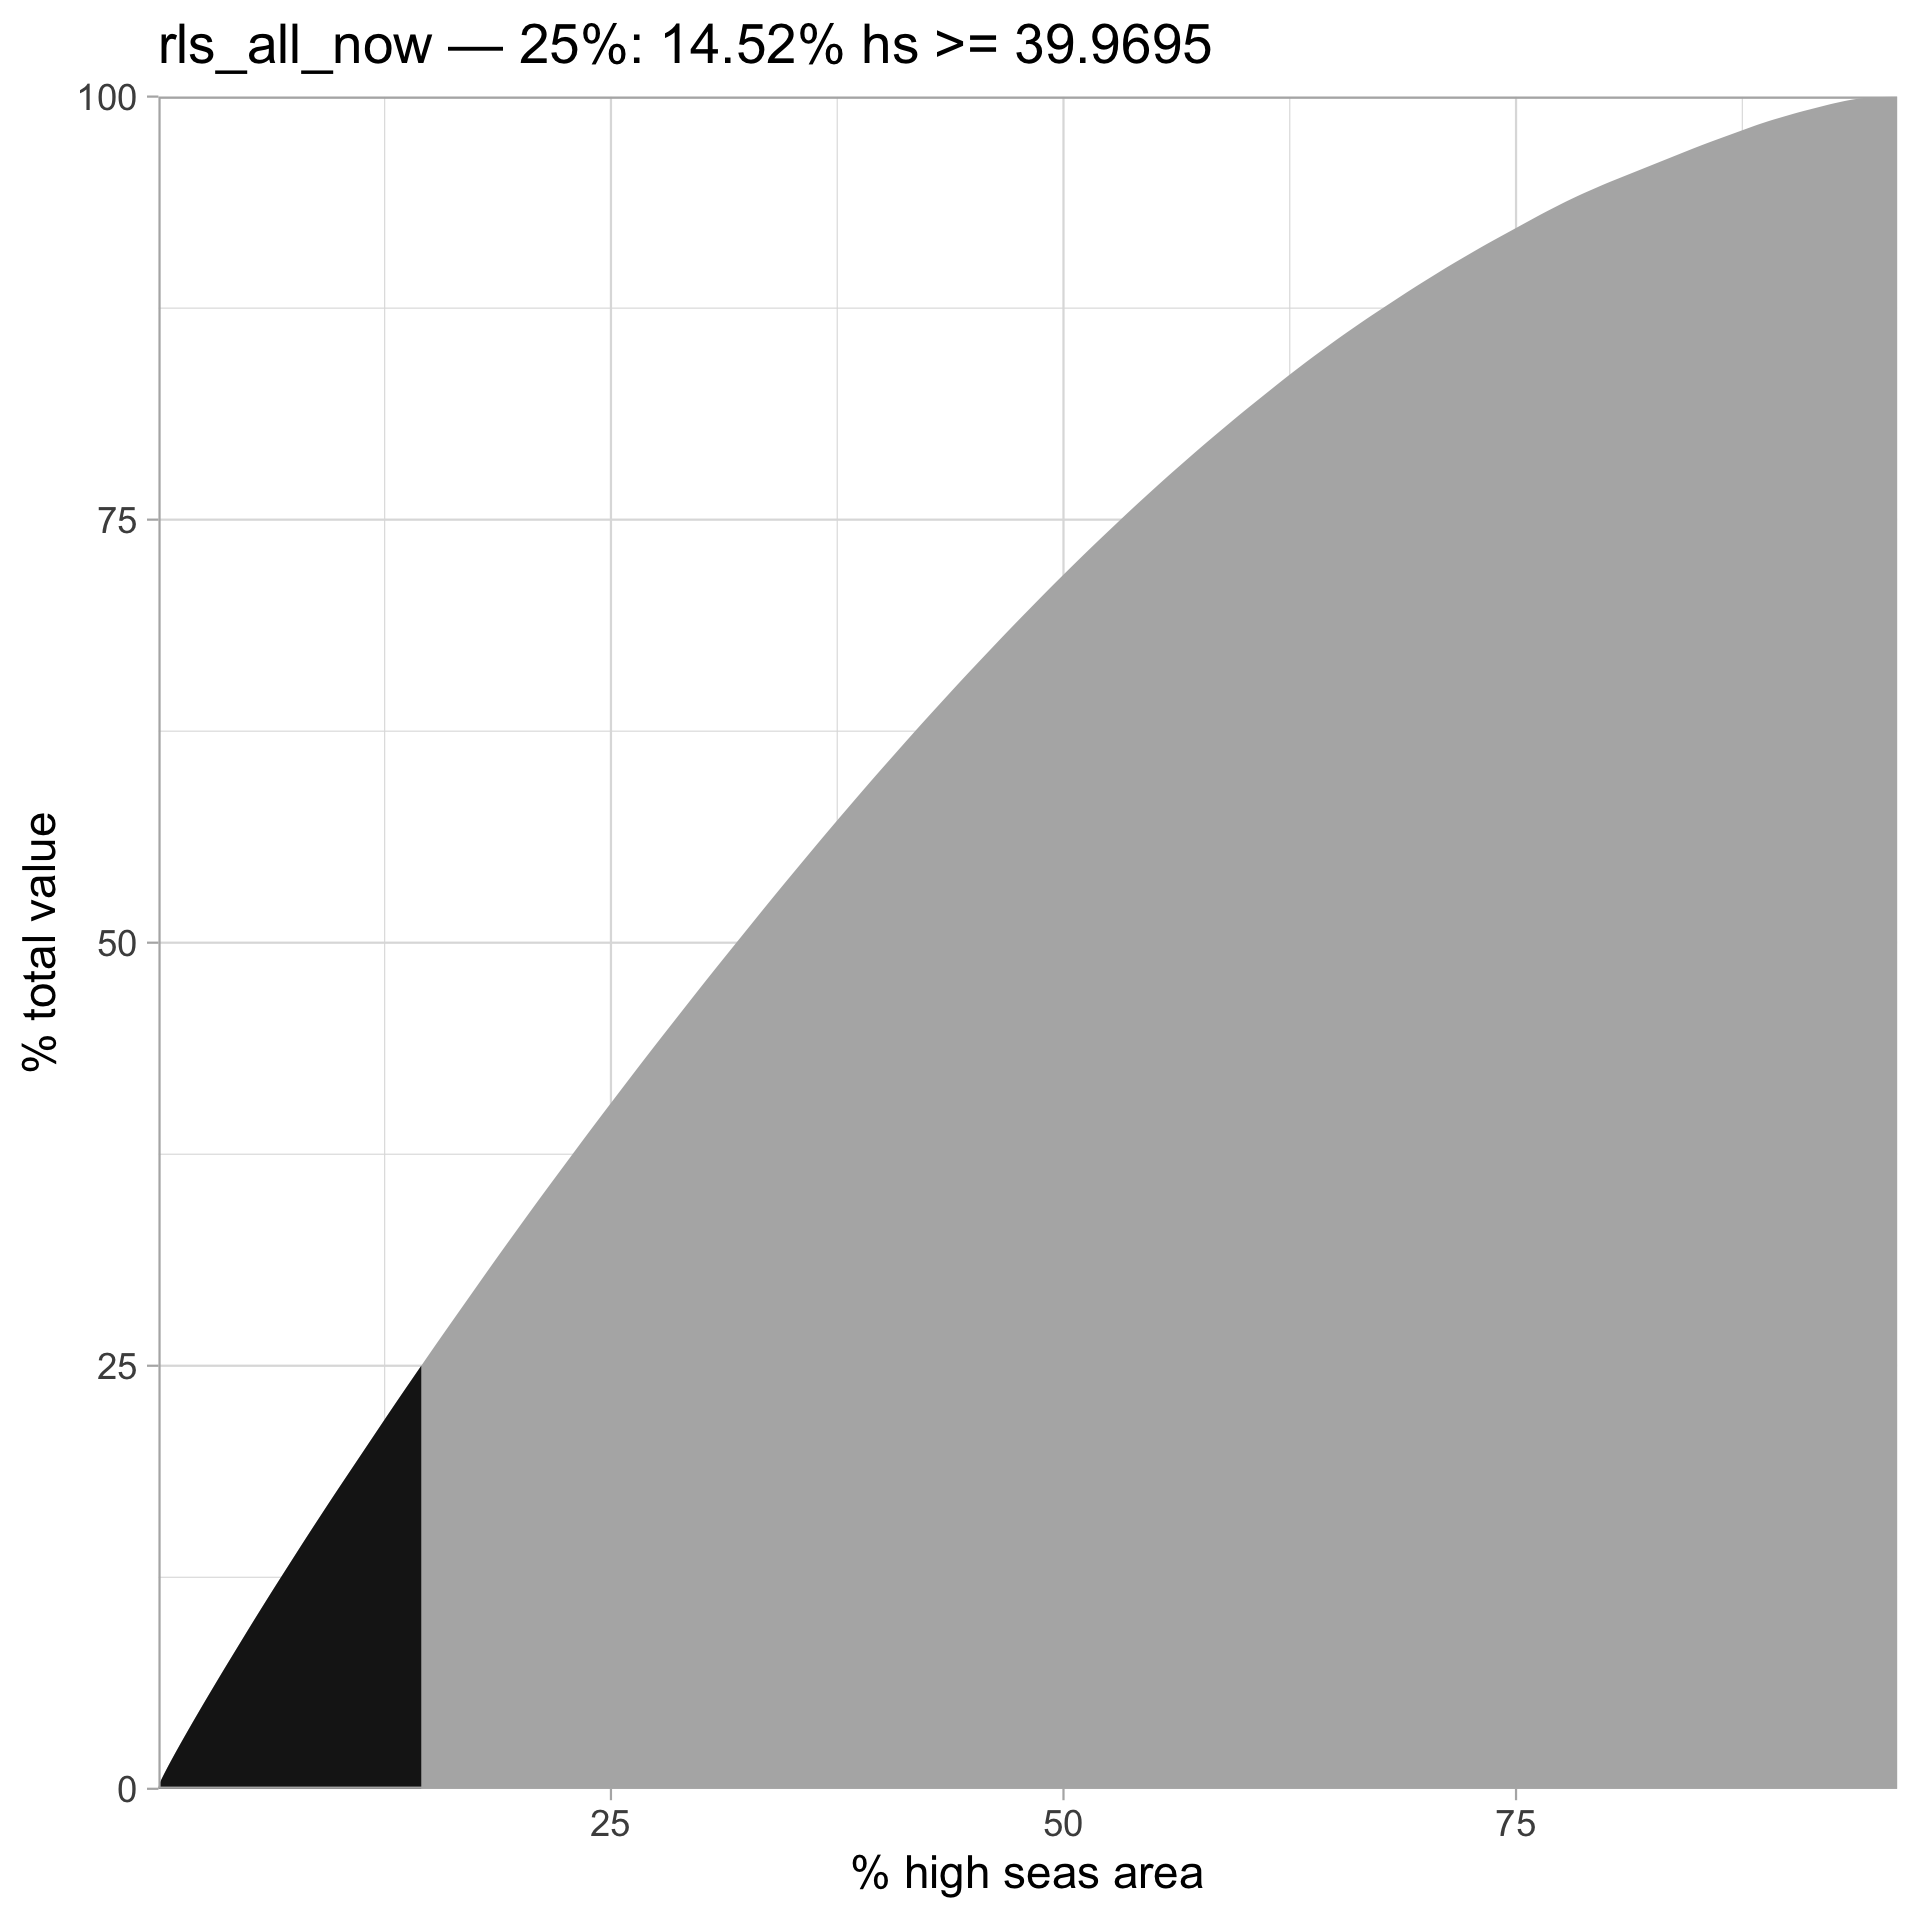 rls_all_now — 25%: 14.52% hs >= 39.9695
100
75
50
25
0
% total value
25
50
75
% high seas area